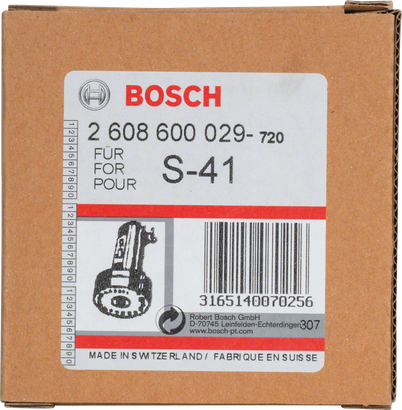 BOSCH
2 608 600 029-720
FÜR
FOR
POUR
S-41
1234567890123456789012345678901234567890
3165140070256
Robert Bosch GmbH
D-70745 Leinfelden-Echterdingen
www.bosch-pt.com
307
MADE IN SWITZERLAND / FABRIQUE EN SUISSE